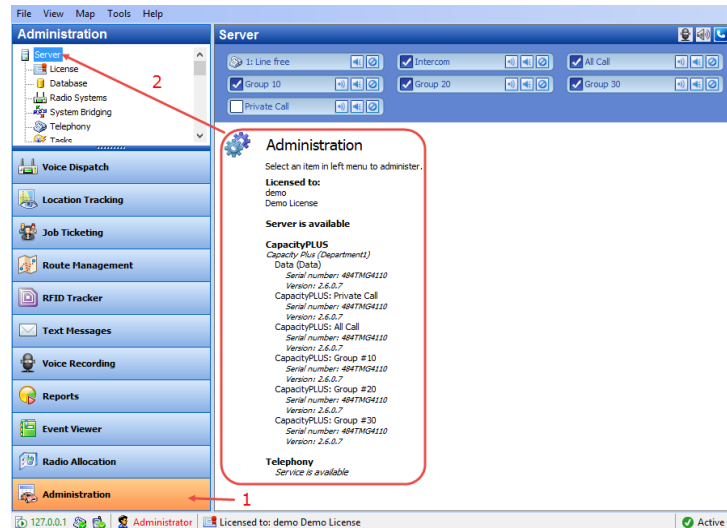 File View Map Tools Help
Administration
Server
Server
License
Database
Radio Systems
System Bridging
Telephony
Tasks
2
1: Line free
Intercom
All Call
Group 10
Group 20
Group 30
Private Call
Administration
Select an item in left menu to administer.
Licensed to:
demo
Demo License
Server is available
CapacityPLUS
Capacity Plus (Department1)
Data (Data)
Serial number: 484TMG4110
Version: 2.6.0.7
CapacityPLUS: Private Call
Serial number: 484TMG4110
Version: 2.6.0.7
CapacityPLUS: All Call
Serial number: 484TMG4110
Version: 2.6.0.7
CapacityPLUS: Group #10
Serial number: 484TMG4110
Version: 2.6.0.7
CapacityPLUS: Group #20
Serial number: 484TMG4110
Version: 2.6.0.7
CapacityPLUS: Group #30
Serial number: 484TMG4110
Version: 2.6.0.7
Telephony
Service is available
Voice Dispatch
Location Tracking
Job Ticketing
Route Management
RFID Tracker
Text Messages
Voice Recording
Reports
Event Viewer
Radio Allocation
Administration
1
127.0.0.1 Administrator Licensed to: demo Demo License Active